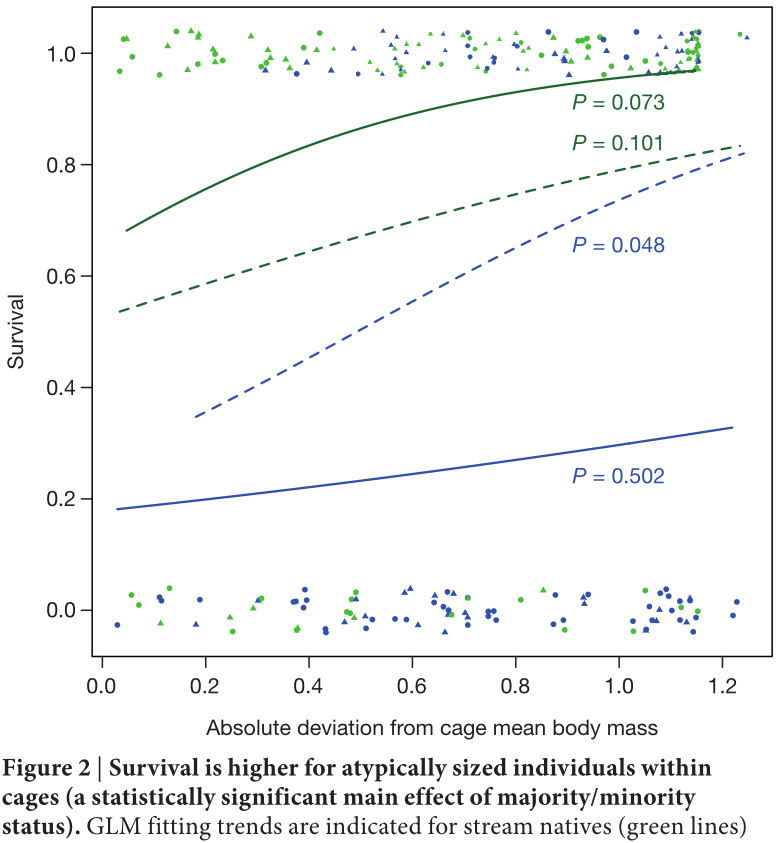 1.0
P = 0.073
P = 0.101
0.8
P = 0.048
0.6
Survival
0.4
P = 0.502
0.2
0.0
0.0 0.2 0.4 0.6 0.8 1.0 1.2
Absolute deviation from cage mean body mass
Figure 2 | Survival is higher for atypically sized individuals within
cages (a statistically significant main effect of majority/minority
status). GLM fitting trends are indicated for stream natives (green lines)